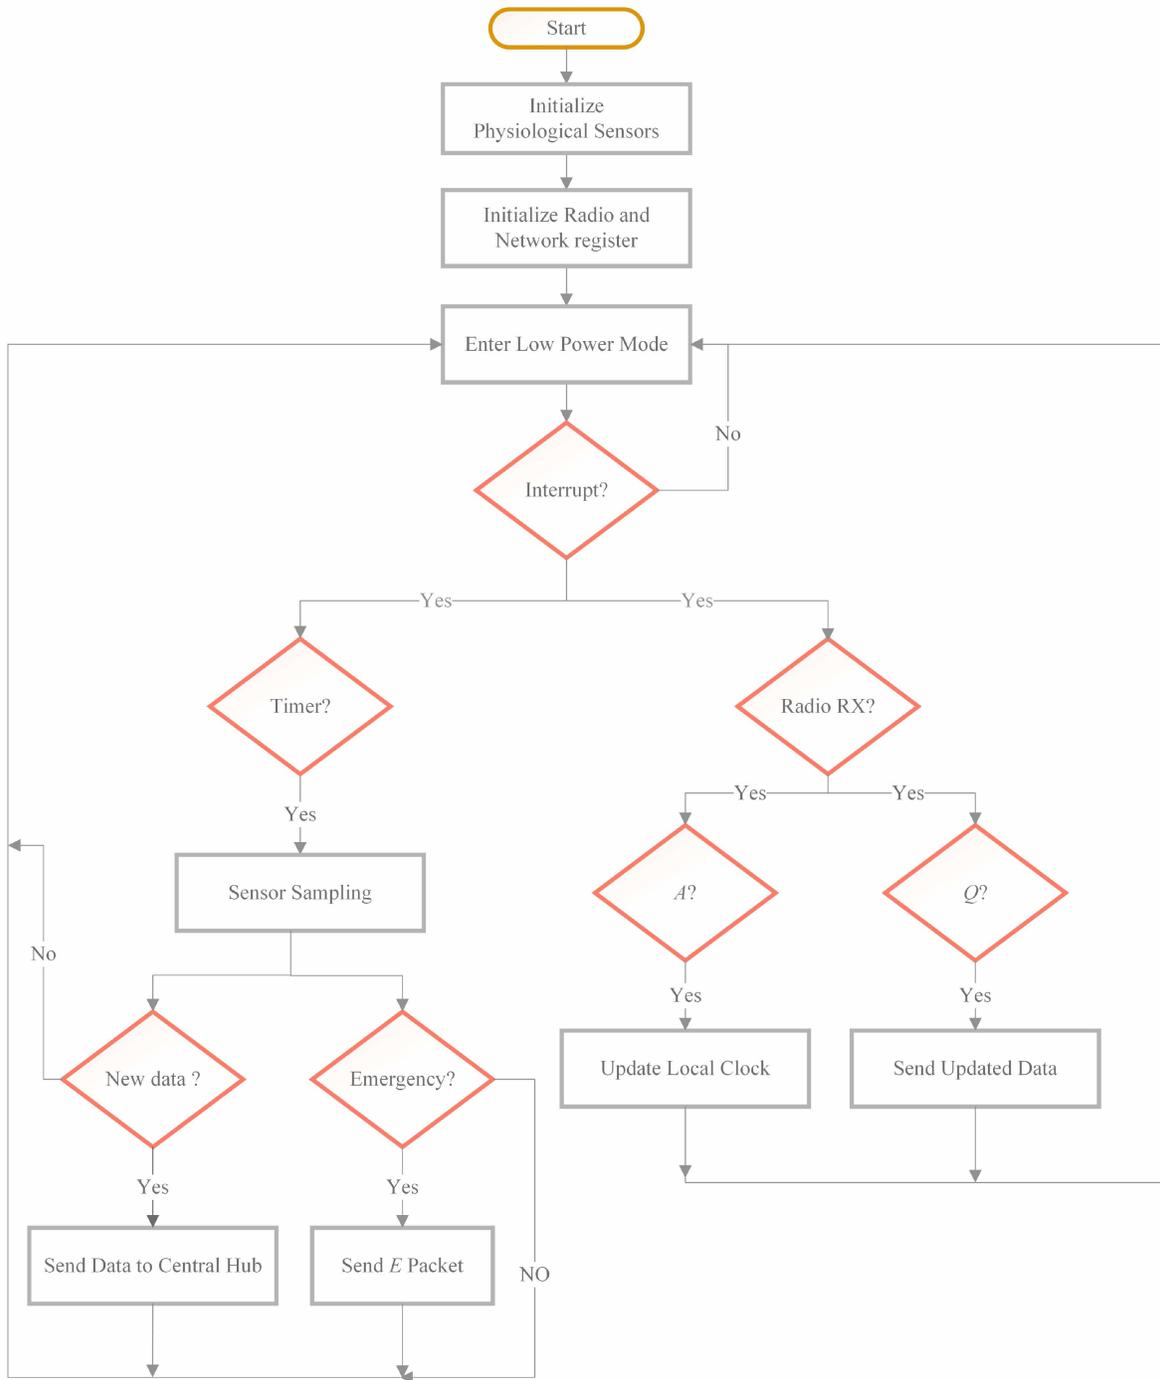 Start
Initialize
Physiological Sensors
Initialize Radio and
Network register
Enter Low Power Mode
No
Interrupt?
Yes
Yes
Timer?
Radio RX?
Yes
Yes
Yes
Sensor Sampling
A?
Q?
No
Yes
Yes
New data ?
Emergency?
Update Local Clock
Send Updated Data
Yes
Yes
Send Data to Central Hub
Send E Packet
NO